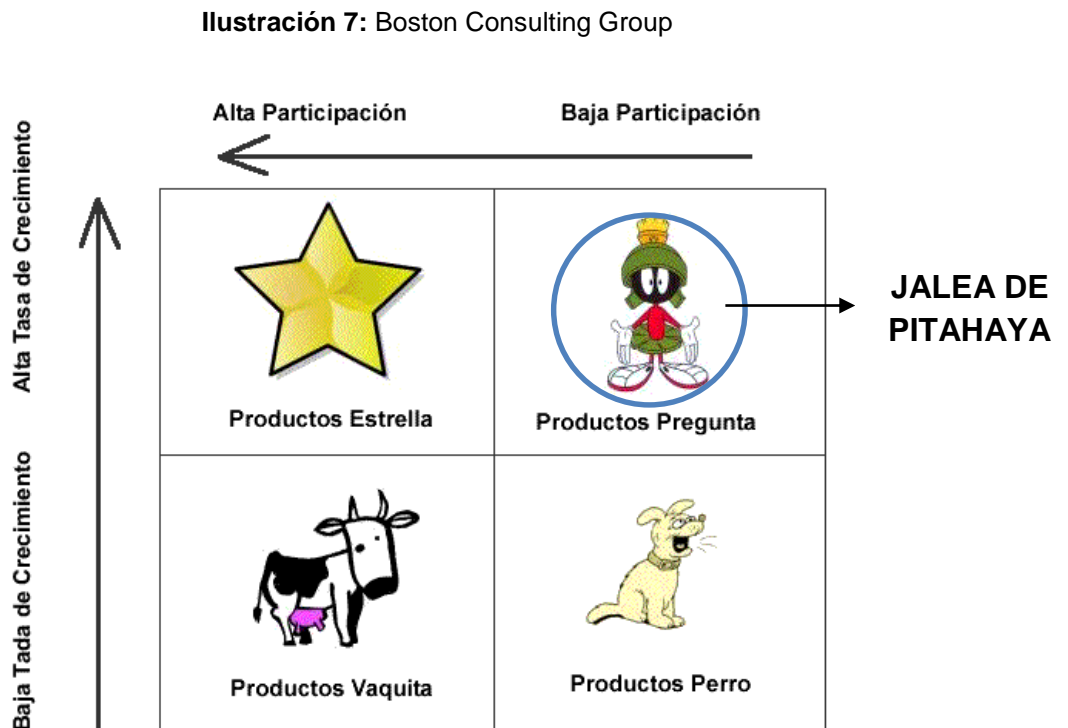 Ilustración 7: Boston Consulting Group
Alta Participación
Baja Participación
Alta Tasa de Crecimiento
JALEA DE
PITAHAYA
Productos Estrella
Productos Pregunta
Baja Tada de Crecimiento
Productos Vaquita
Productos Perro